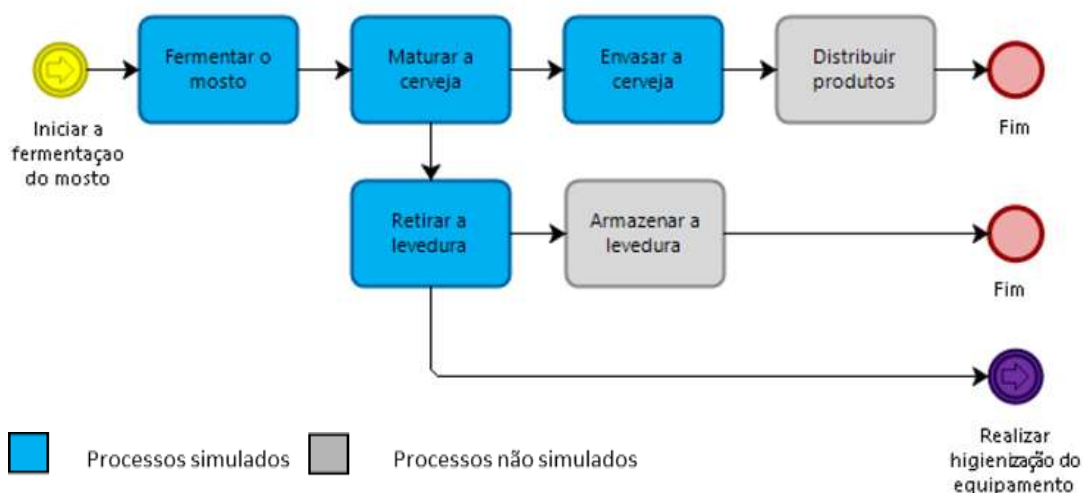 Fermentar o
mosto
Maturar a
cerveja
Envasar a
cerveja
Distribuir
produtos
Iniciar a
fermentaçao
do mosto
Fim
Retirar a
levedura
Armazenar a
levedura
Fim
Realizar
higienização do
equipamento
Processos simulados
Processos não simulados